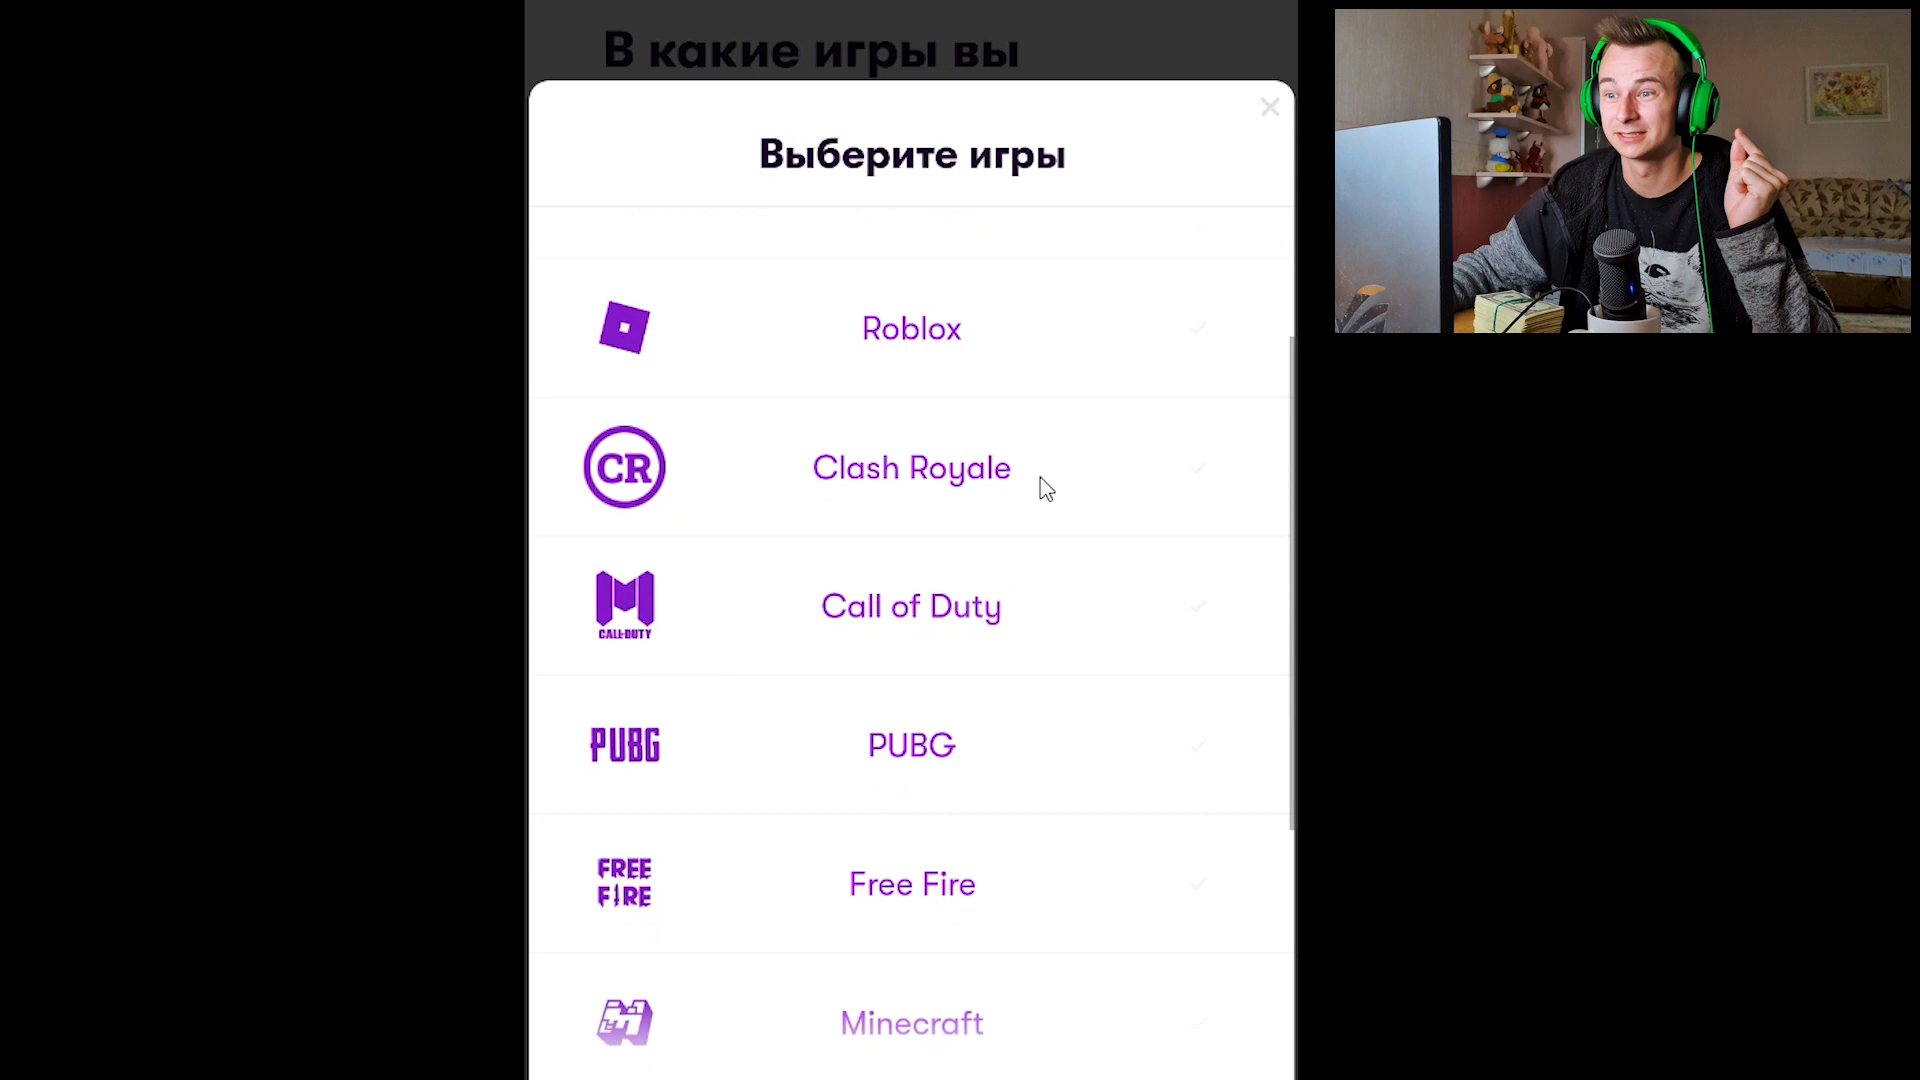 В какие игры вы
Выберите игры
Roblox
CR
Clash Royale
CALL OF DUTY
Call of Duty
PUBG
PUBG
FREE
FIRE
Free Fire
Minecraft